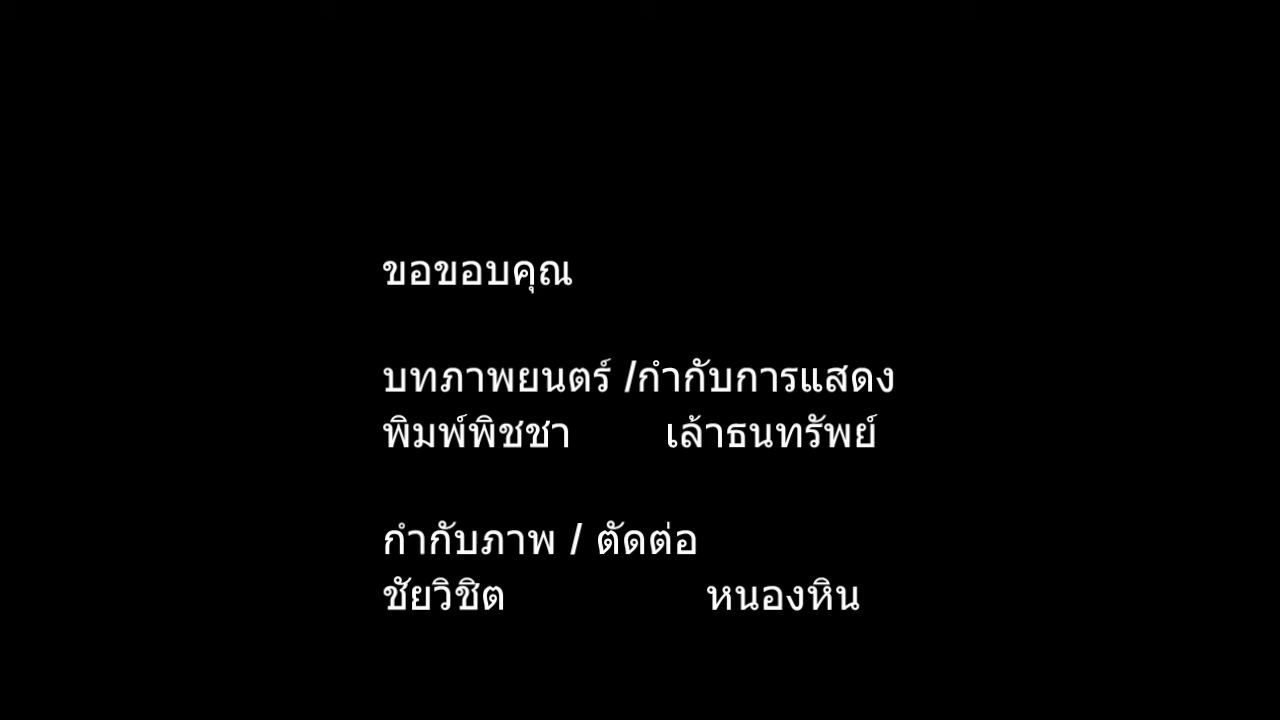 ขอขอบคุณ
บทภาพยนตร์ /กำกับการแสดง
พิมพ์พิชชา เล้าธนทรัพย์
กำกับภาพ / ตัดต่อ
ชัยวิชิต หนองหิน